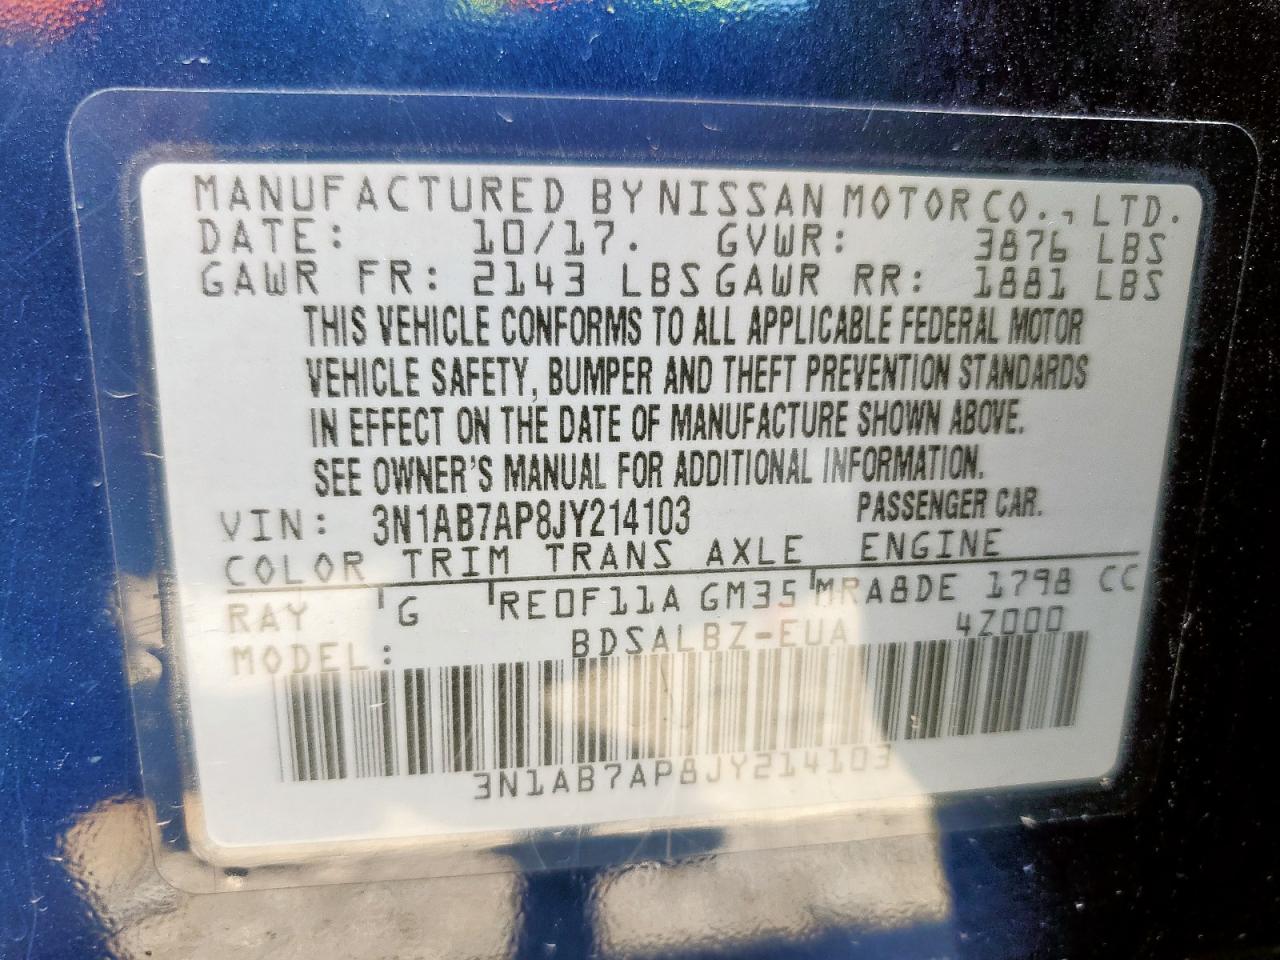 MANUFACTURED BY NISSAN MOTOR CO., LTD.
DATE: 10/17. GVWR: 3876 LBS
GAWR FR: 2143 LBS GAWR RR: 1881 LBS
THIS VEHICLE CONFORMS TO ALL APPLICABLE FEDERAL MOTOR
VEHICLE SAFETY, BUMPER AND THEFT PREVENTION STANDARDS
IN EFFECT ON THE DATE OF MANUFACTURE SHOWN ABOVE.
SEE OWNER'S MANUAL FOR ADDITIONAL INFORMATION.
VIN: 3N1AB7AP8JY214103 PASSENGER CAR.
COLOR TRIM TRANS AXLE ENGINE
RAY G RE0F11A GM35 MRA8DE 1798 CC
MODEL: BDSALBZ-EUA 4Z000
3N1AB7AP8JY214103